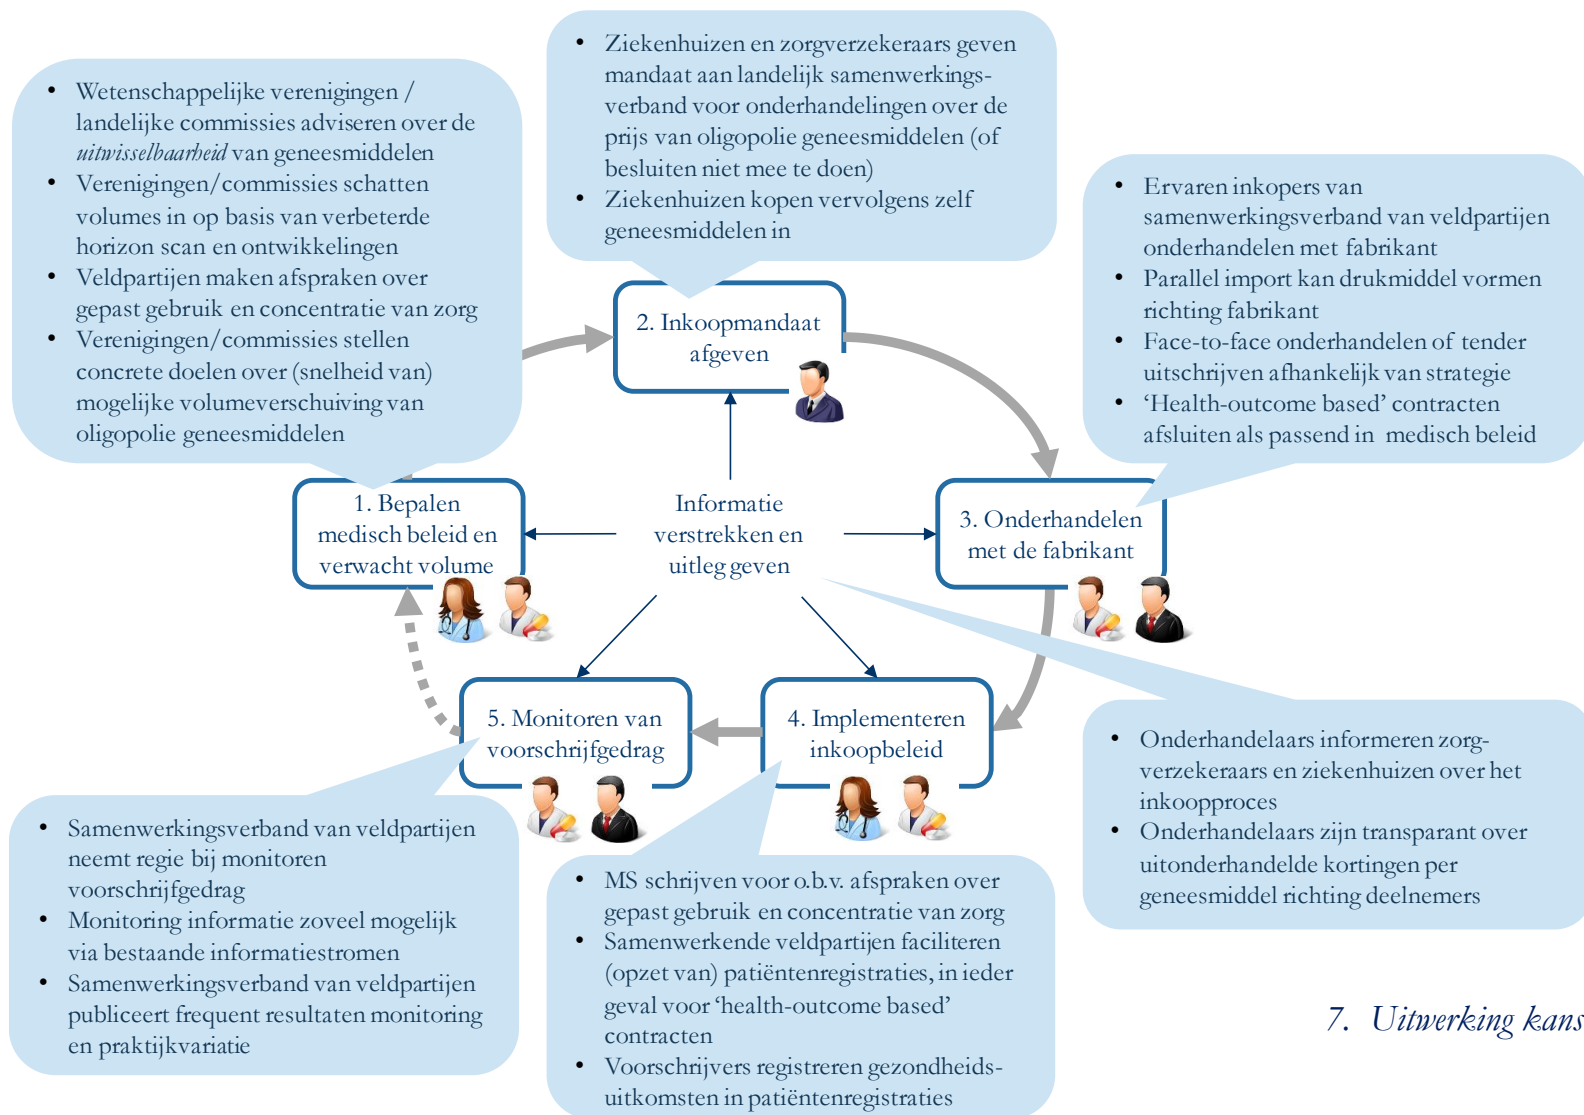 • Wetenschappelijke verenigingen /
landelijke commissies adviseren over de
uitwisselbaarheid van geneesmiddelen
• Verenigingen/commissies schatten
volumes in op basis van verbeterde
horizon scan en ontwikkelingen
• Veldpartijen maken afspraken over
gepast gebruik en concentratie van zorg
• Verenigingen/commissies stellen
concrete doelen over (snelheid van)
mogelijke volumeverschuiving van
oligopolie geneesmiddelen
• Ziekenhuizen en zorgverzekeraars geven
mandaat aan landelijk samenwerkings-
verband voor onderhandelingen over de
prijs van oligopolie geneesmiddelen (of
besluiten niet mee te doen)
• Ziekenhuizen kopen vervolgens zelf
geneesmiddelen in
• Ervaren inkopers van
samenwerkingsverband van veldpartijen
onderhandelen met fabrikant
• Parallel import kan drukmiddel vormen
richting fabrikant
• Face-to-face onderhandelen of tender
uitschrijven afhankelijk van strategie
• ‘Health-outcome based’ contracten
afsluiten als passend in medisch beleid
2. Inkoopmandaat
afgeven
1. Bepalen
medisch beleid en
verwacht volume
Informatie
verstrekken en
uitleg geven
3. Onderhandelen
met de fabrikant
5. Monitoren van
voorschrijfgedrag
4. Implementeren
inkoopbeleid
• Onderhandelaars informeren zorg-
verzekeraars en ziekenhuizen over het
inkoopproces
• Onderhandelaars zijn transparant over
uitonderhandelde kortingen per
geneesmiddel richting deelnemers
• Samenwerkingsverband van veldpartijen
neemt regie bij monitoren
voorschrijfgedrag
• Monitoring informatie zoveel mogelijk
via bestaande informatiestromen
• Samenwerkingsverband van veldpartijen
publiceert frequent resultaten monitoring
en praktijkvariatie
• MS schrijven voor o.b.v. afspraken over
gepast gebruik en concentratie van zorg
• Samenwerkende veldpartijen faciliteren
(opzet van) patiëntenregistraties, in ieder
geval voor ‘health-outcome based’
contracten
• Voorschrijvers registreren gezondheids-
uitkomsten in patiëntenregistraties
7. Uitwerking kans